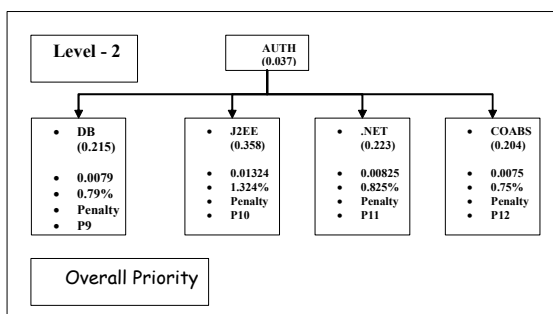 Level - 2
AUTH
(0.037)
• DB
(0.215)
• 0.0079
• 0.79%
• Penalty
• P9
• J2EE
(0.358)
• 0.01324
• 1.324%
• Penalty
• P10
• .NET
(0.223)
• 0.00825
• 0.825%
• Penalty
• P11
• COABS
(0.204)
• 0.0075
• 0.75%
• Penalty
• P12
Overall Priority